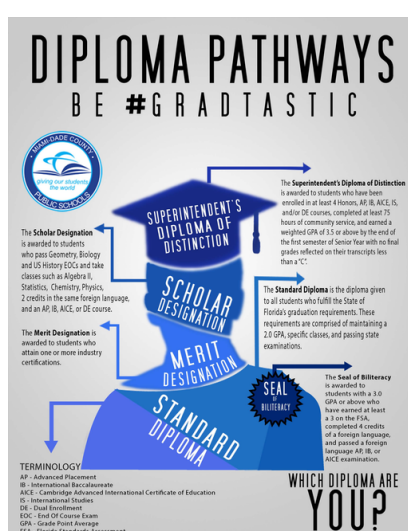 DIPLOMA PATHWAYS
BE #GRADTASTIC
MIAMI-DADE COUNTY
giving our students
the world
PUBLIC SCHOOLS
SUPERINTENDENT'S
DIPLOMA OF
DISTINCTION
The Superintendent's Diploma of Distinction
is awarded to students who have been
enrolled in at least 4 Honors, AP, IB, AICE, IS,
and/or DE courses, completed at least 75
hours of community service, and earned a
weighted GPA of 3.5 or above by the end of
the first semester of Senior Year with no final
grades reflected on their transcripts less
than a "C".
The Scholar Designation
is awarded to students
who pass Geometry, Biology
and US History EOCs and take
classes such as Algebra II,
Statistics, Chemistry, Physics,
2 credits in the same foreign language,
and an AP, IB, AICE, or DE course.
SCHOLAR
DESIGNATION
The Standard Diploma is the diploma given
to all students who fulfill the State of
Florida's graduation requirements. These
requirements are comprised of maintaining a
2.0 GPA, specific classes, and passing state
examinations.
The Merit Designation is
awarded to students who
attain one or more industry
certifications.
MERIT
DESIGNATION
SEAL
OF
BILITERACY
The Seal of Biliteracy
is awarded to
students with a 3.0
GPA or above who
have earned at least
a 3 on the FSA,
completed 4 credits
of a foreign language,
and passed a foreign
language AP, IB, or
AICE examination.
STANDARD
DIPLOMA
TERMINOLOGY
AP - Advanced Placement
IB - International Baccalaureate
AICE - Cambridge Advanced International Certificate of Education
IS - International Studies
DE - Dual Enrollment
EOC - End Of Course Exam
GPA - Grade Point Average
FSA - Florida Standards Assessment
WHICH DIPLOMA ARE
YOU?